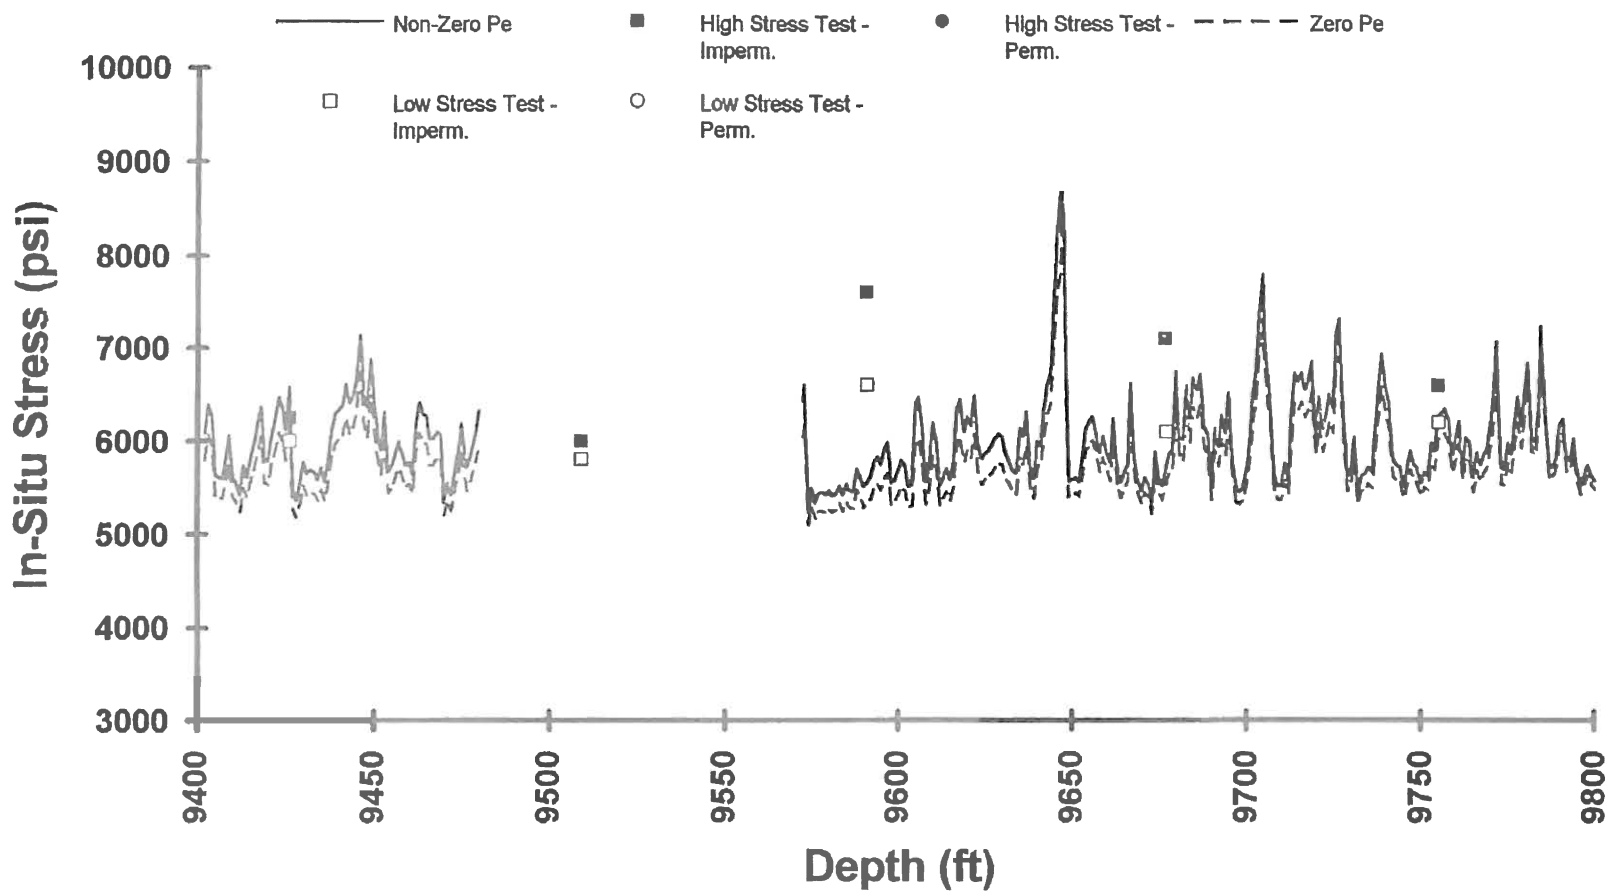 Non-Zero Pe
High Stress Test -
Imperm.
High Stress Test -
Perm.
Zero Pe
Low Stress Test -
Imperm.
Low Stress Test -
Perm.
10000
9000
8000
7000
6000
5000
4000
3000
In-Situ Stress (psi)
9400
9450
9500
9550
9600
9650
9700
9750
9800
Depth (ft)